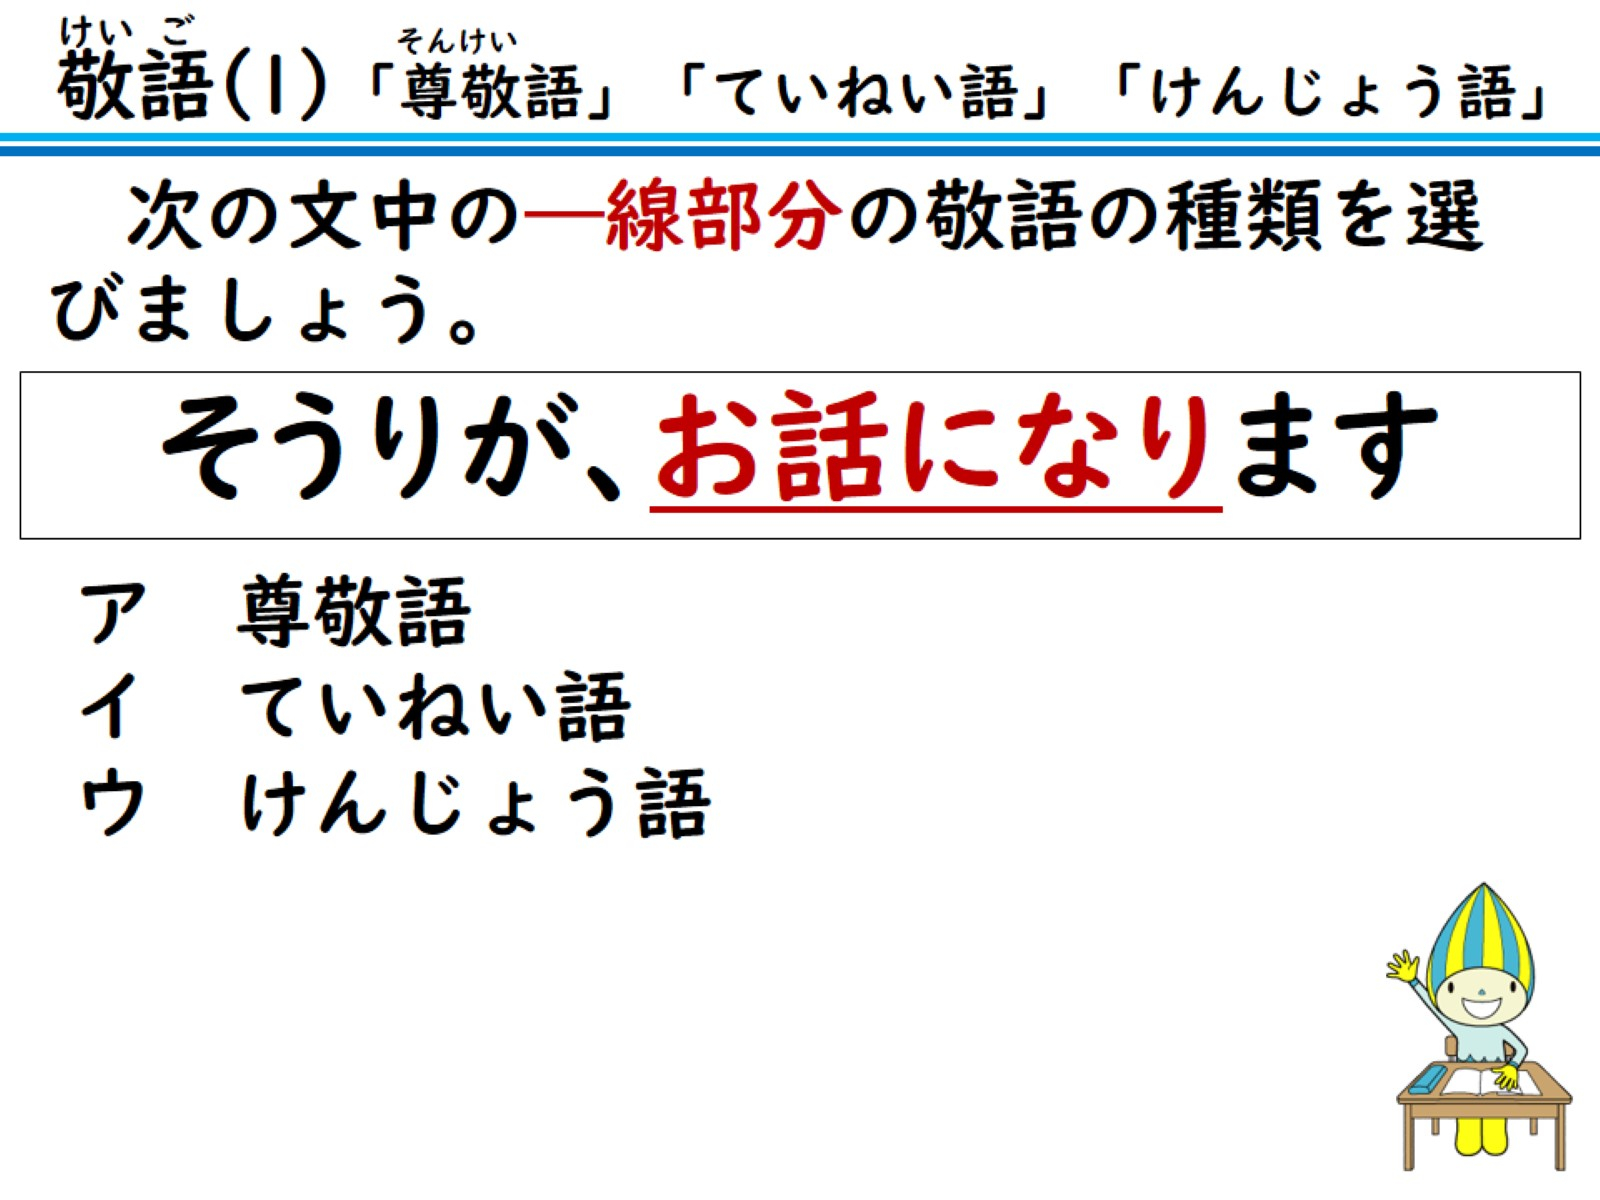 けいご そんけい
敬語(1)「尊敬語」「ていねい語」「けんじょう語」
次の文中の―線部分の敬語の種類を選
びましょう。
そうりが、お話になります
ア 尊敬語
イ ていねい語
ウ けんじょう語